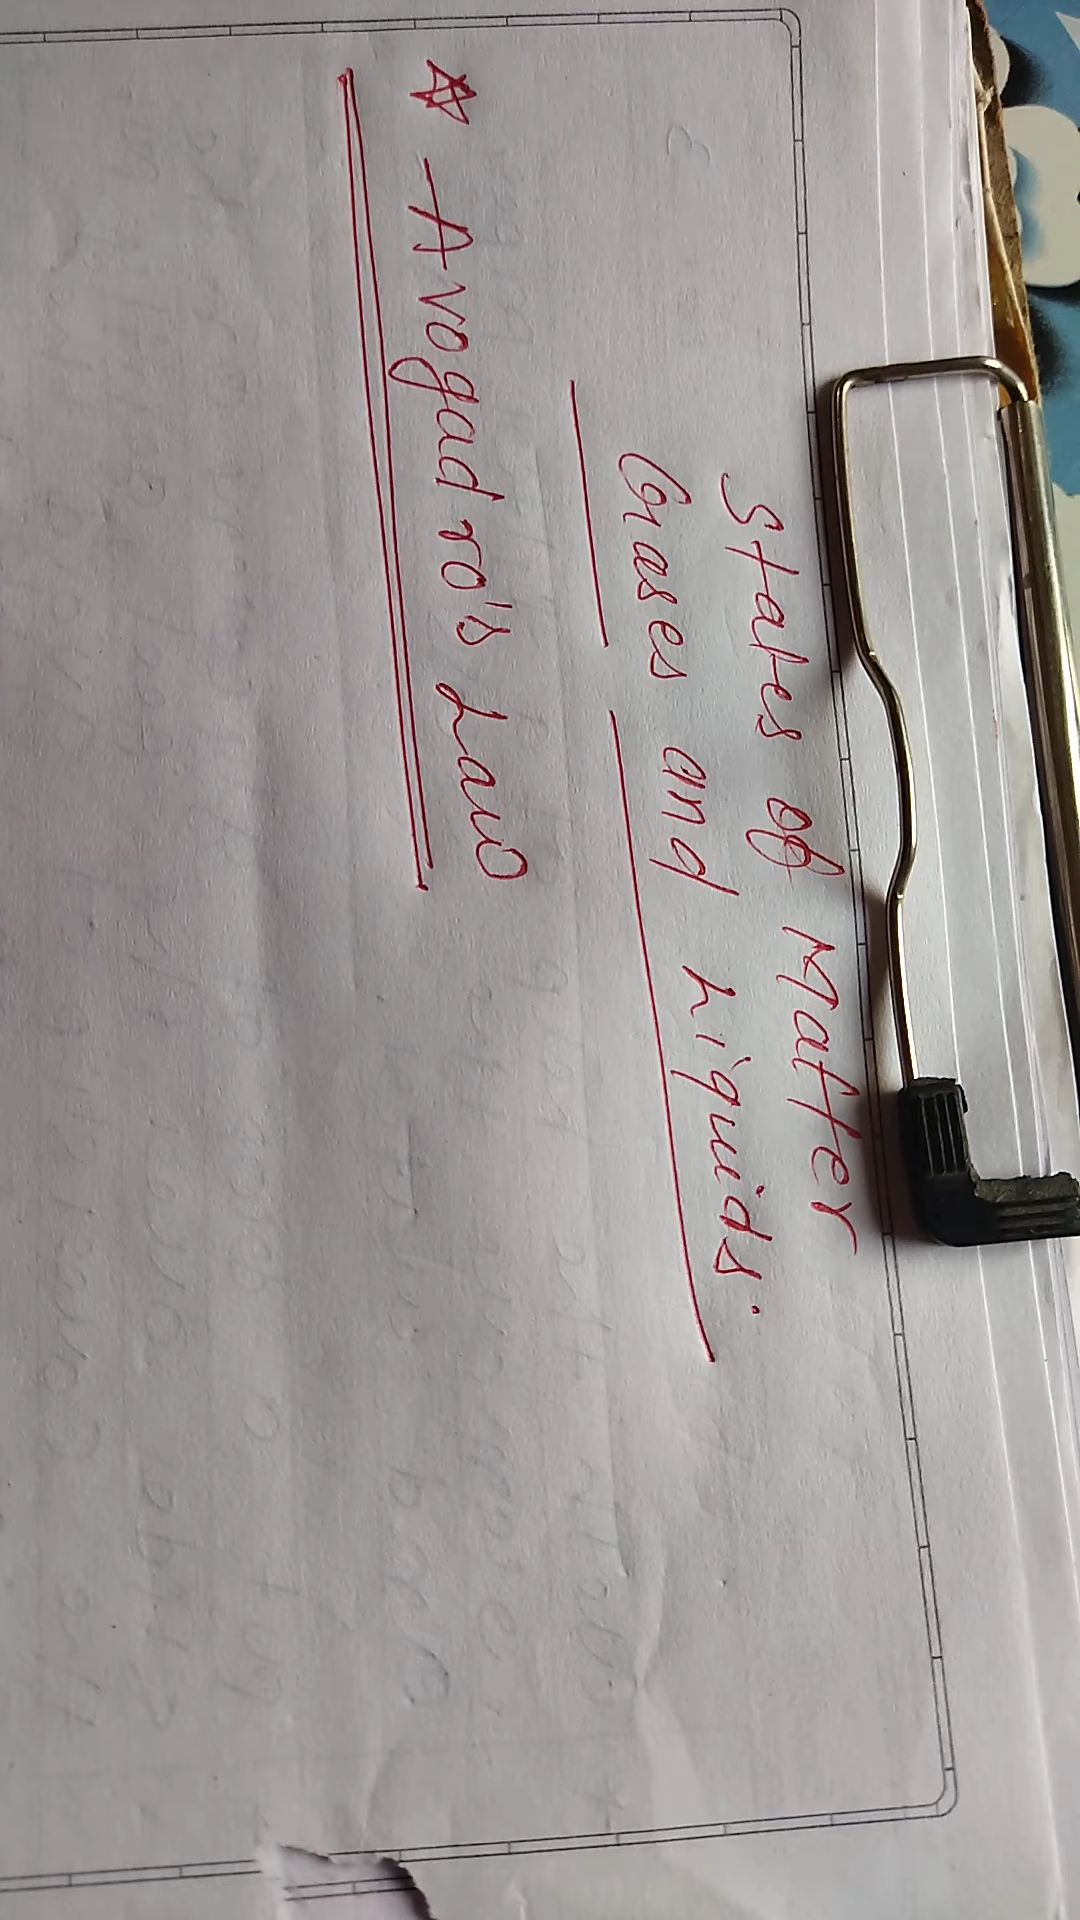 States of Matter
Gases and Liquids.
☆ Avogadro's Law